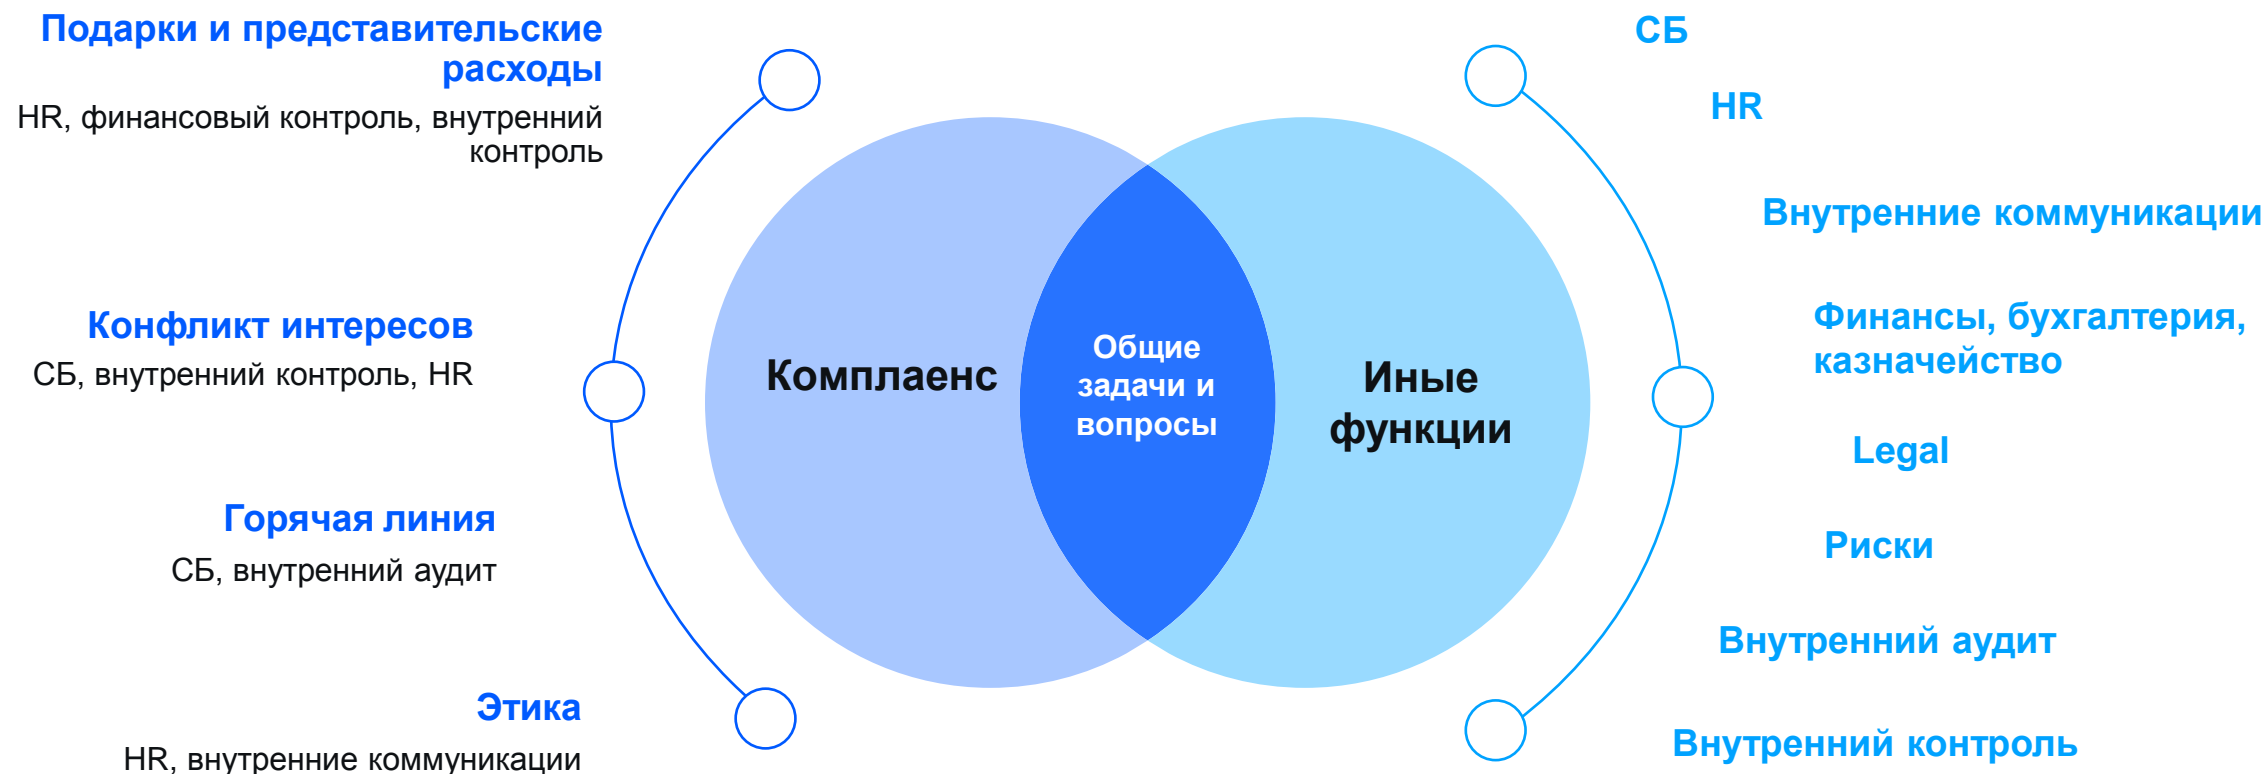 Подарки и представительские
расходы
HR, финансовый контроль, внутренний
контроль
Конфликт интересов
СБ, внутренний контроль, HR
Горячая линия
СБ, внутренний аудит
Этика
HR, внутренние коммуникации
Комплаенс
Общие
задачи и
вопросы
Иные
функции
СБ
HR
Внутренние коммуникации
Финансы, бухгалтерия,
казначейство
Legal
Риски
Внутренний аудит
Внутренний контроль